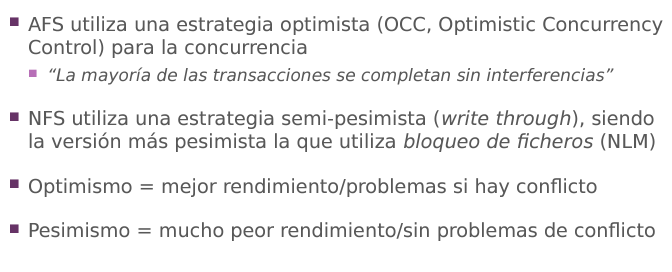 AFS utiliza una estrategia optimista (OCC, Optimistic Concurrency
Control) para la concurrencia
“La mayoría de las transacciones se completan sin interferencias”
NFS utiliza una estrategia semi-pesimista (write through), siendo
la versión más pesimista la que utiliza bloqueo de ficheros (NLM)
Optimismo = mejor rendimiento/problemas si hay conflicto
Pesimismo = mucho peor rendimiento/sin problemas de conflicto